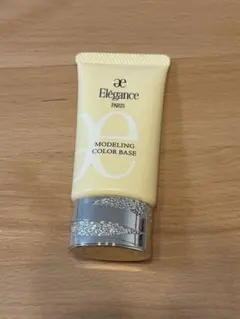 æ
Elégance
PARIS
æ
MODELING
COLOR BASE